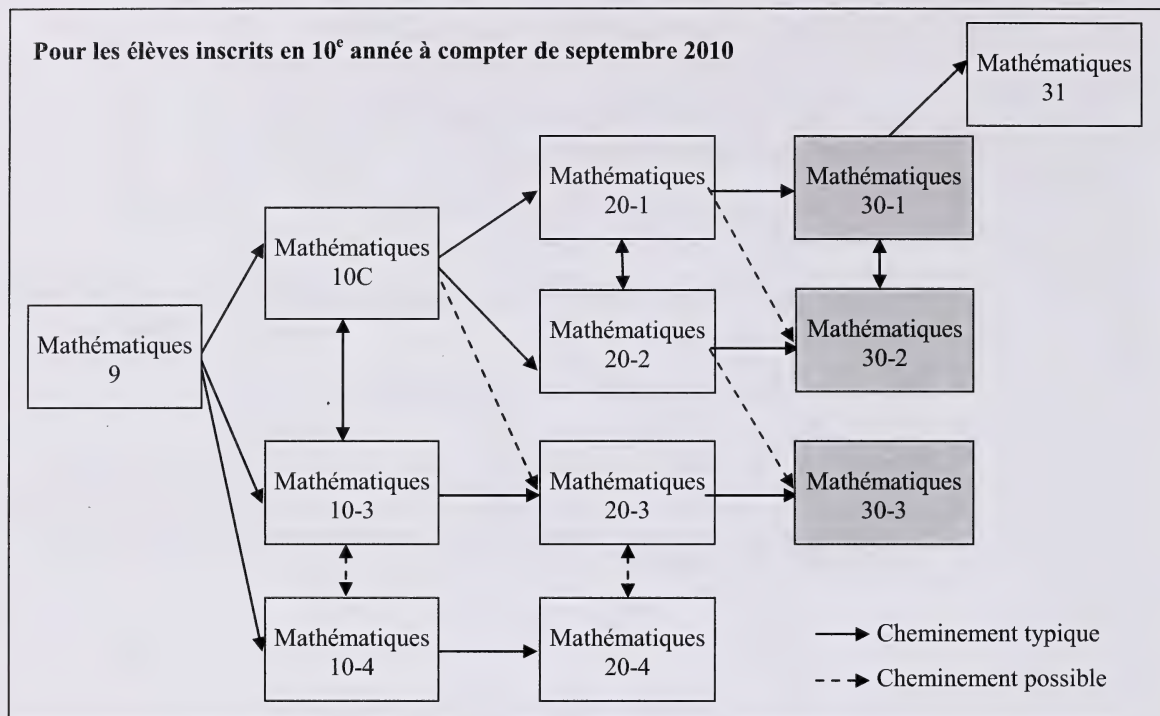 Pour les élèves inscrits en 10e année à compter de septembre 2010
Mathématiques
31
Mathématiques
20-1
Mathématiques
30-1
Mathématiques
10C
Mathématiques
9
Mathématiques
20-2
Mathématiques
30-2
Mathématiques
10-3
Mathématiques
20-3
Mathématiques
30-3
Mathématiques
10-4
Mathématiques
20-4
Cheminement typique
Cheminement possible